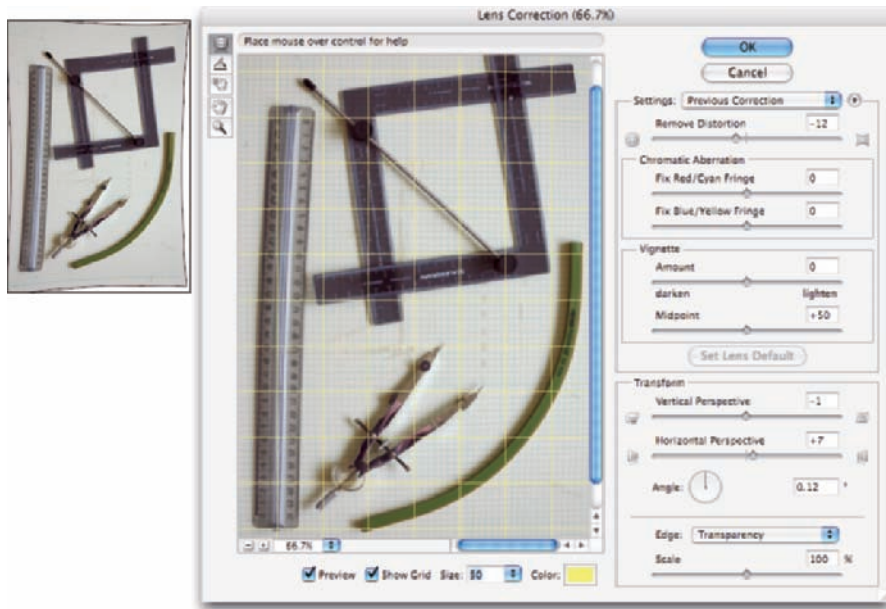 Lens Correction (66.7%)
Place mouse over control for help
OK
Cancel
Settings: Previous Correction
Remove Distortion -12
Chromatic Aberration
Fix Red/Cyan Fringe 0
Fix Blue/Yellow Fringe 0
Vignette
Amount 0
darken lighten
Midpoint +50
Set Lens Default
Transform
Vertical Perspective -1
Horizontal Perspective +7
Angle: 0.12 °
Edge: Transparency
Scale 100 %
66.7%
Preview Show Grid Size: 50 Color: